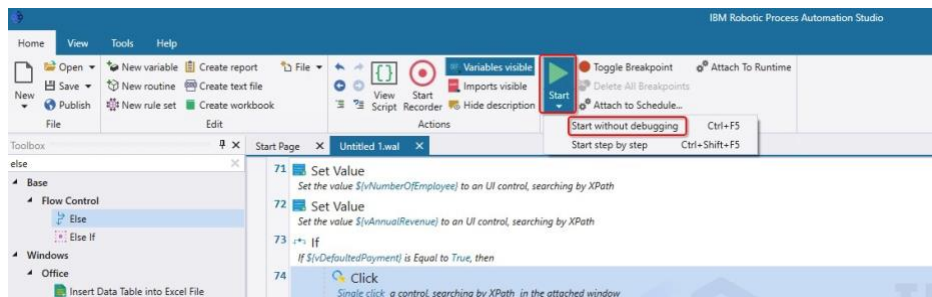 IBM Robotic Process Automation Studio
Home View Tools Help
Open New variable Create report File Variables visible Toggle Breakpoint Attach To Runtime
Save New routine Create text file Imports visible Delete All Breakpoints
New Publish New rule set Create workbook View Script Start Recorder Hide description Start Attach to Schedule...
File Edit Actions
Start without debugging Ctrl+F5
Toolbox Start Page Untitled 1.wal Start step by step Ctrl+Shift+F5
else
71 Set Value
Base
Set the value ${vNumberOfEmployee} to an UI control, searching by XPath
Flow Control
72 Set Value
Else
Set the value ${vAnnualRevenue} to an UI control, searching by XPath
Else If
73 If
Windows
If ${vDefaultedPayment} is Equal to True, then
Office
74 Click
Insert Data Table into Excel File
Single click a control, searching by XPath in the attached window